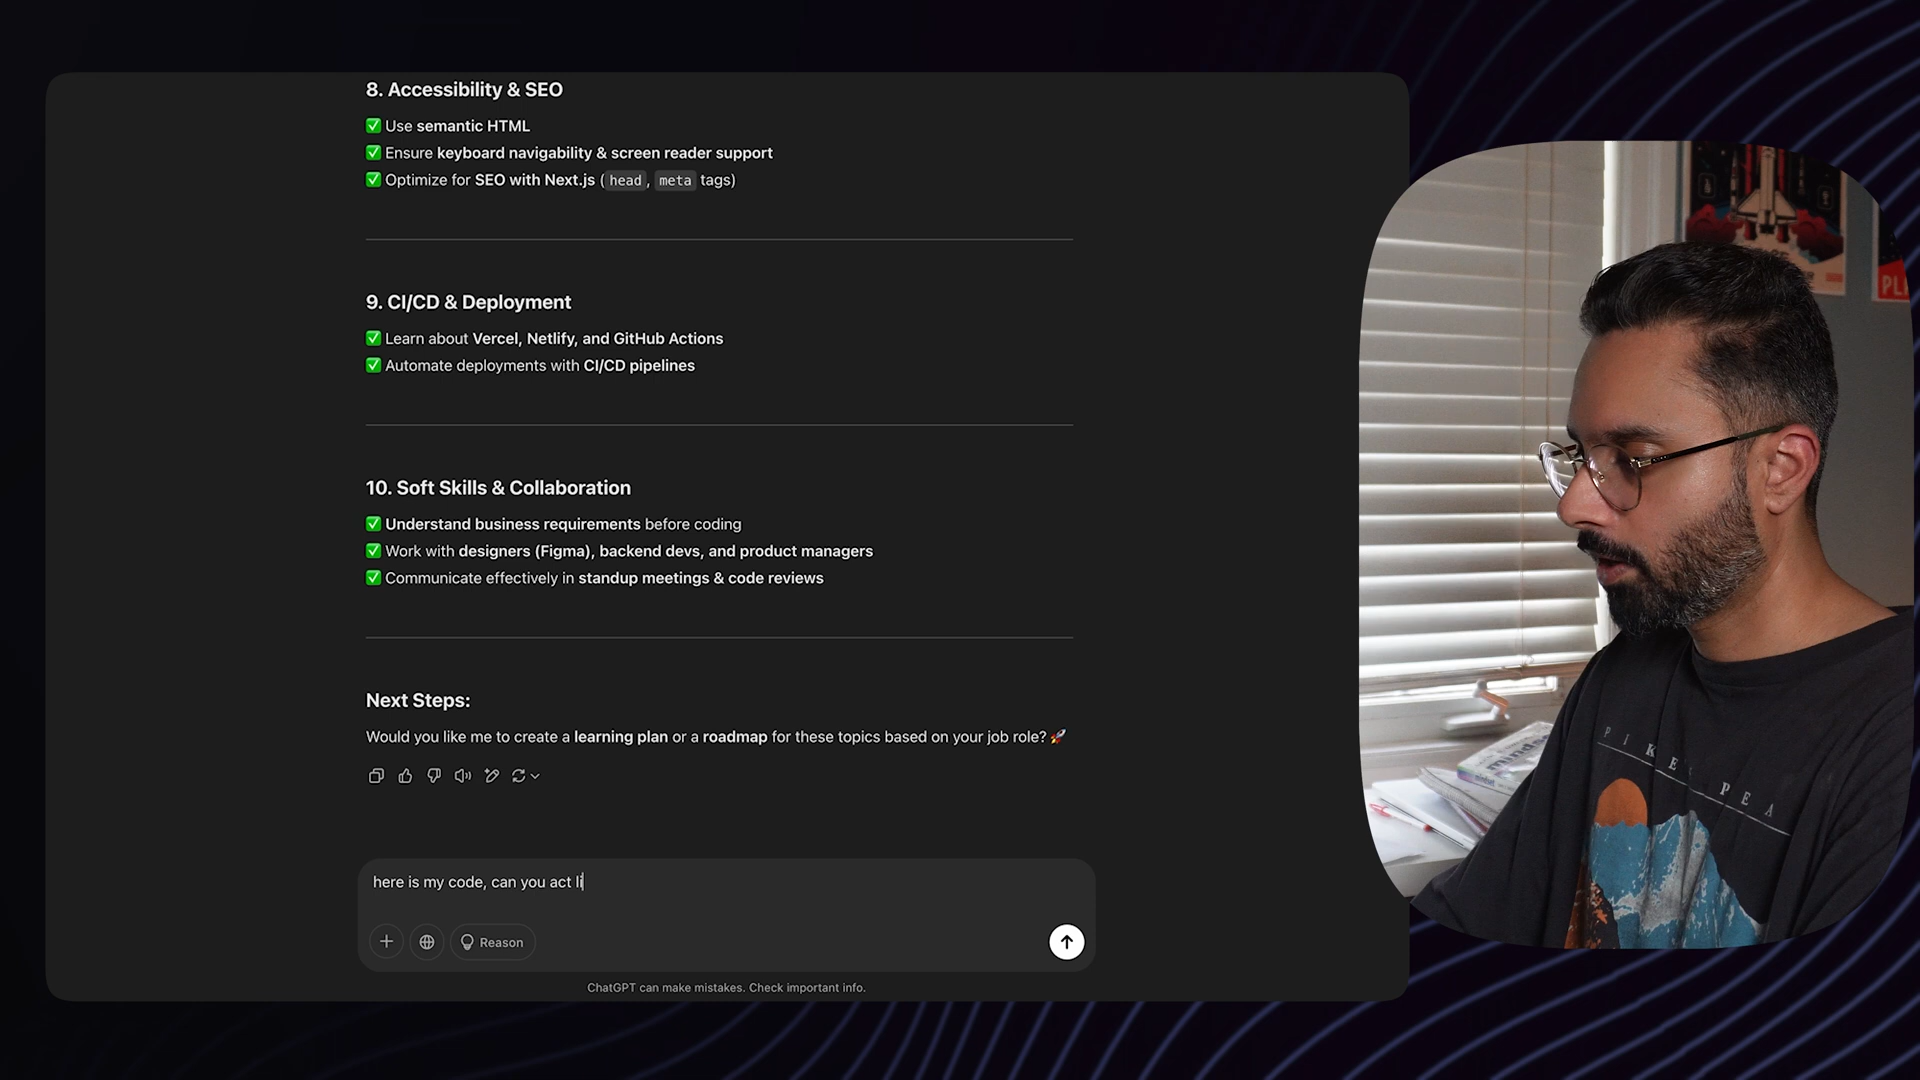 8. Accessibility & SEO
✅ Use semantic HTML
✅ Ensure keyboard navigability & screen reader support
✅ Optimize for SEO with Next.js (head, meta tags)
9. CI/CD & Deployment
✅ Learn about Vercel, Netlify, and GitHub Actions
✅ Automate deployments with CI/CD pipelines
10. Soft Skills & Collaboration
✅ Understand business requirements before coding
✅ Work with designers (Figma), backend devs, and product managers
✅ Communicate effectively in standup meetings & code reviews
Next Steps:
Would you like me to create a learning plan or a roadmap for these topics based on your job role? 🚀
here is my code, can you act li
Reason
ChatGPT can make mistakes. Check important info.
PIKES PEA